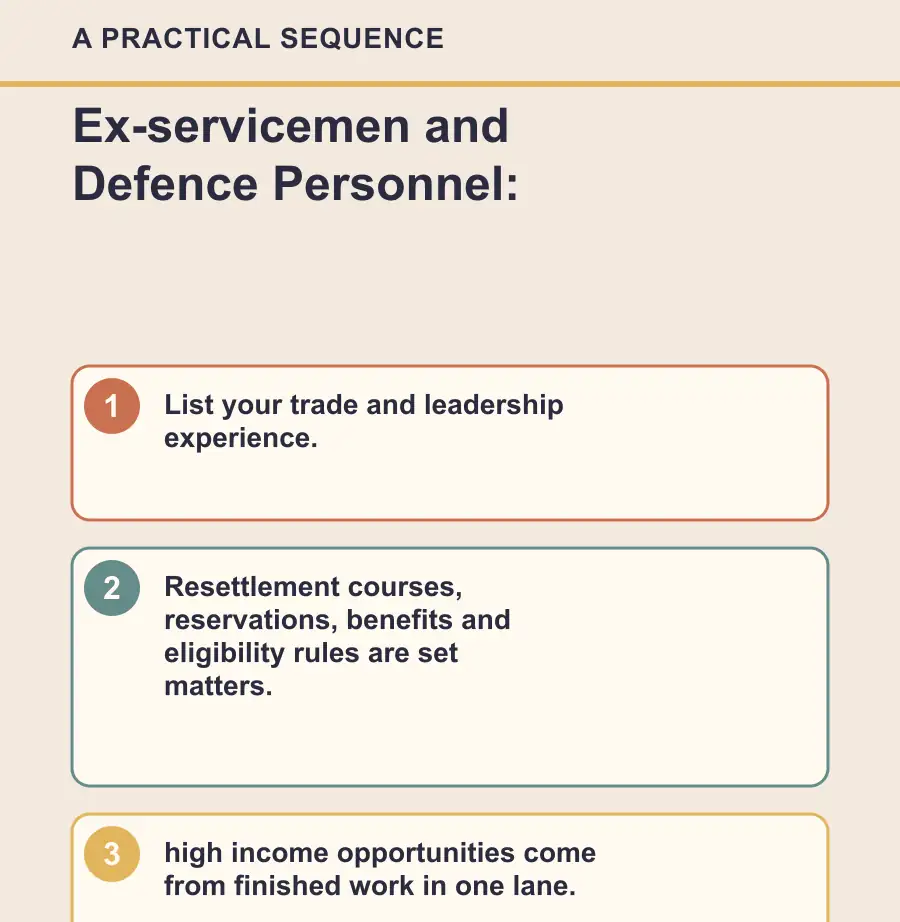 A PRACTICAL SEQUENCE
Ex-servicemen and
Defence Personnel:
1
List your trade and leadership
experience.
2
Resettlement courses,
reservations, benefits and
eligibility rules are set
matters.
3
high income opportunities come
from finished work in one lane.